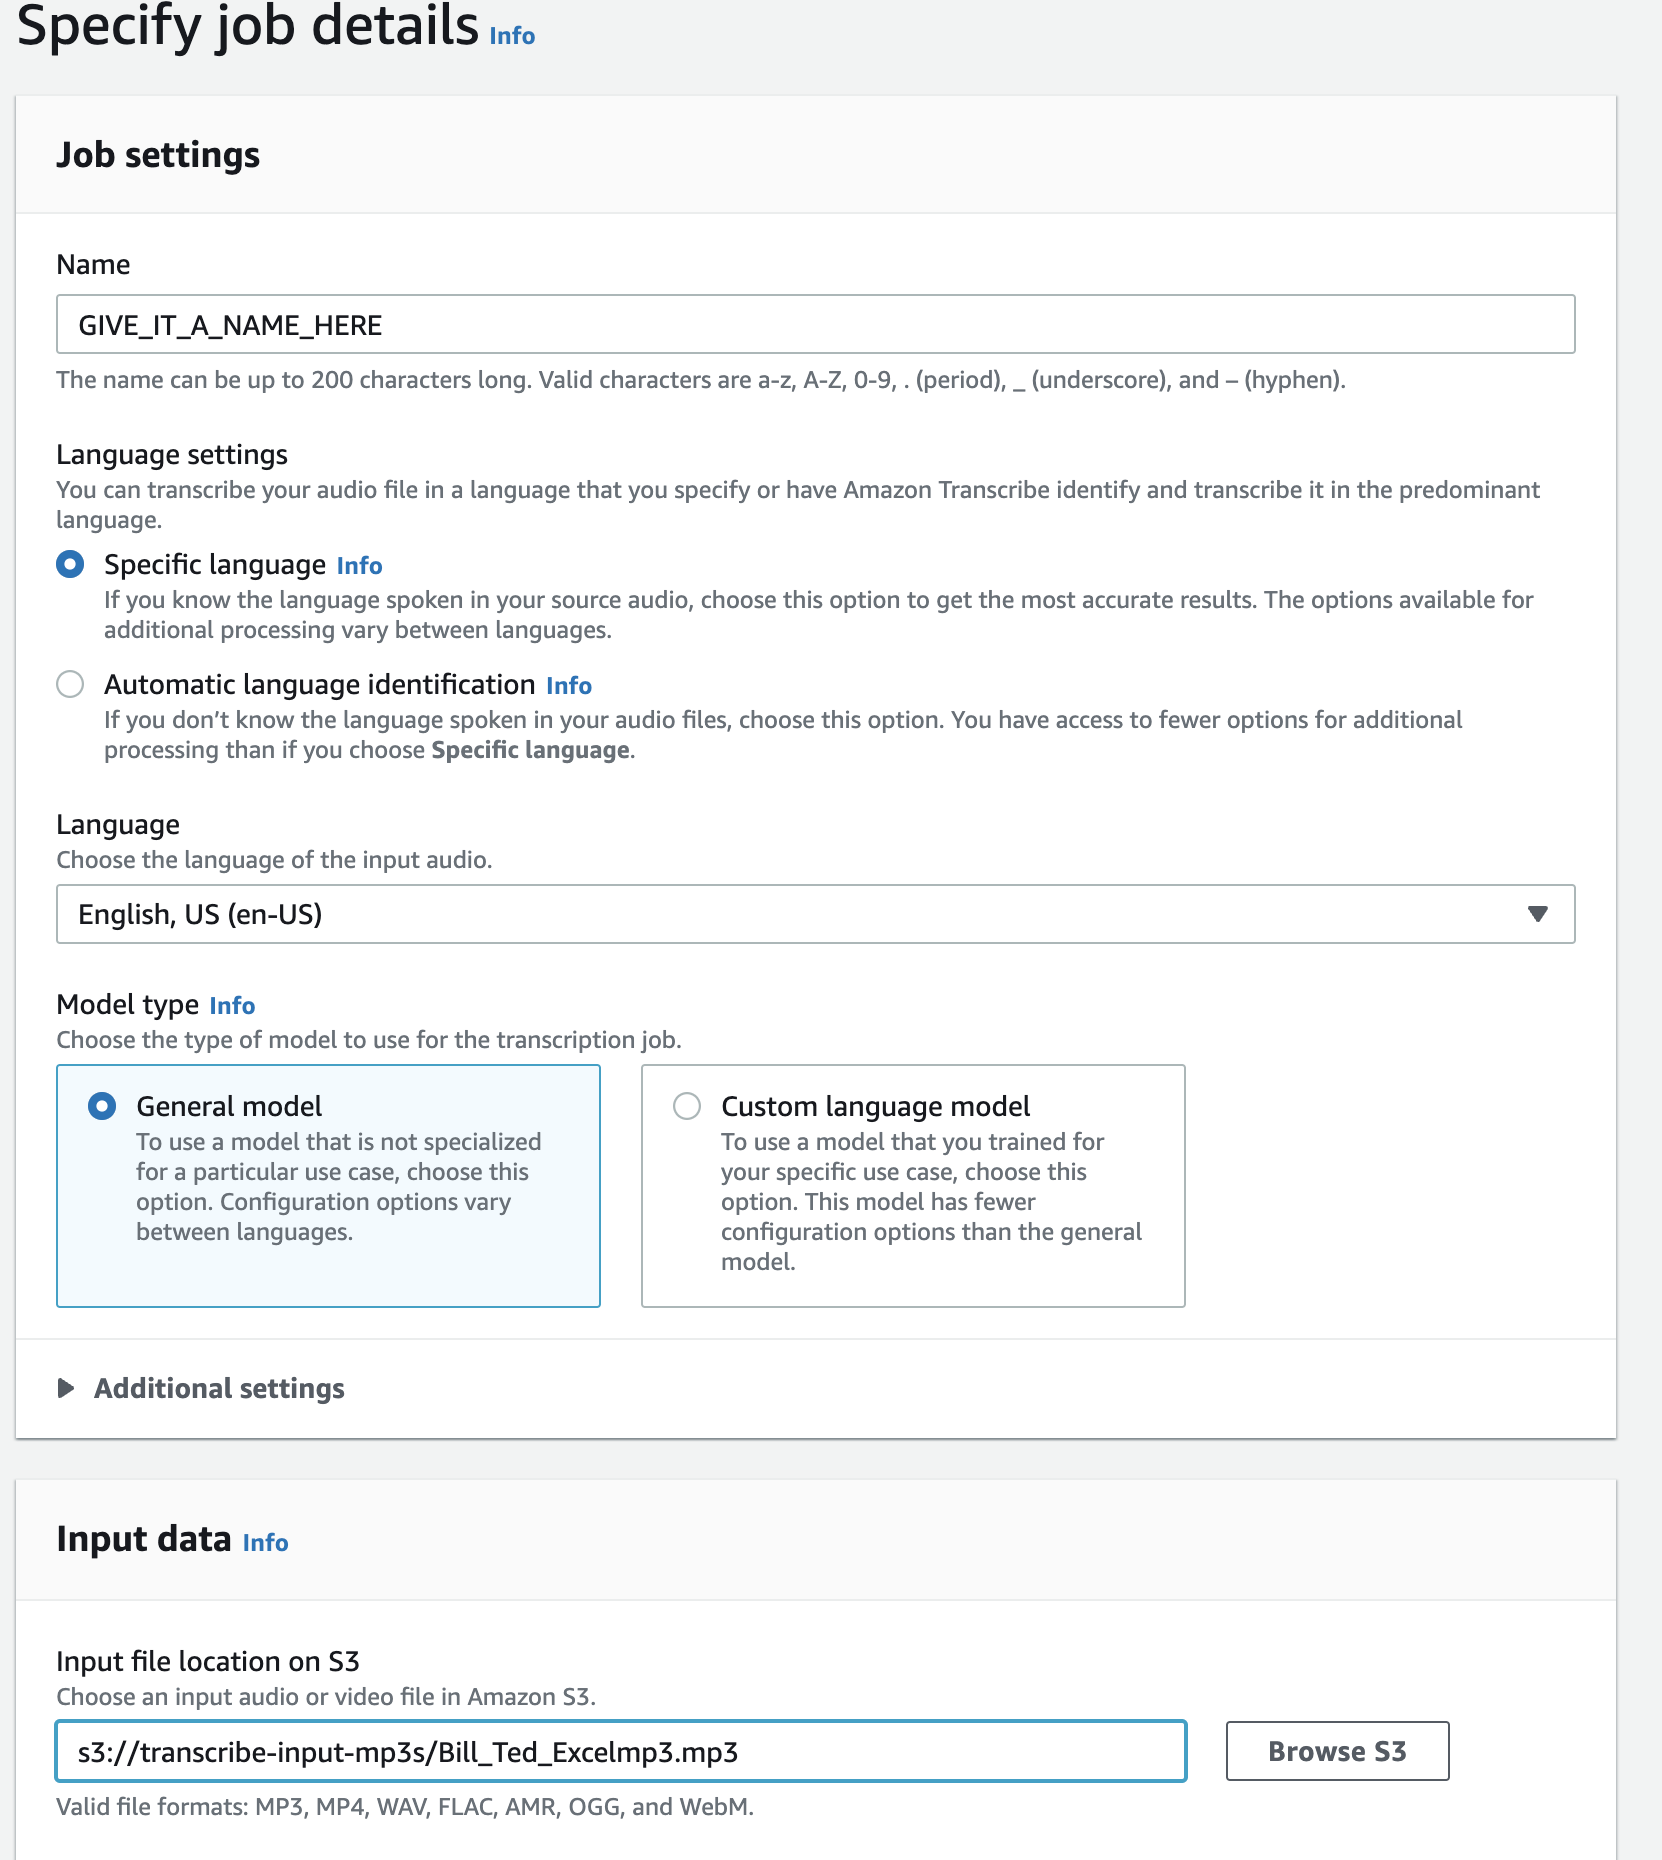 Specify job details Info
Job settings
Name
GIVE_IT_A_NAME_HERE
The name can be up to 200 characters long. Valid characters are a-z, A-Z, 0-9, . (period), _ (underscore), and – (hyphen).
Language settings
You can transcribe your audio file in a language that you specify or have Amazon Transcribe identify and transcribe it in the predominant
language.
Specific language Info
If you know the language spoken in your source audio, choose this option to get the most accurate results. The options available for
additional processing vary between languages.
Automatic language identification Info
If you don’t know the language spoken in your audio files, choose this option. You have access to fewer options for additional
processing than if you choose Specific language.
Language
Choose the language of the input audio.
English, US (en-US)
Model type Info
Choose the type of model to use for the transcription job.
General model
To use a model that is not specialized
for a particular use case, choose this
option. Configuration options vary
between languages.
Custom language model
To use a model that you trained for
your specific use case, choose this
option. This model has fewer
configuration options than the general
model.
Additional settings
Input data Info
Input file location on S3
Choose an input audio or video file in Amazon S3.
s3://transcribe-input-mp3s/Bill_Ted_Excelmp3.mp3
Browse S3
Valid file formats: MP3, MP4, WAV, FLAC, AMR, OGG, and WebM.